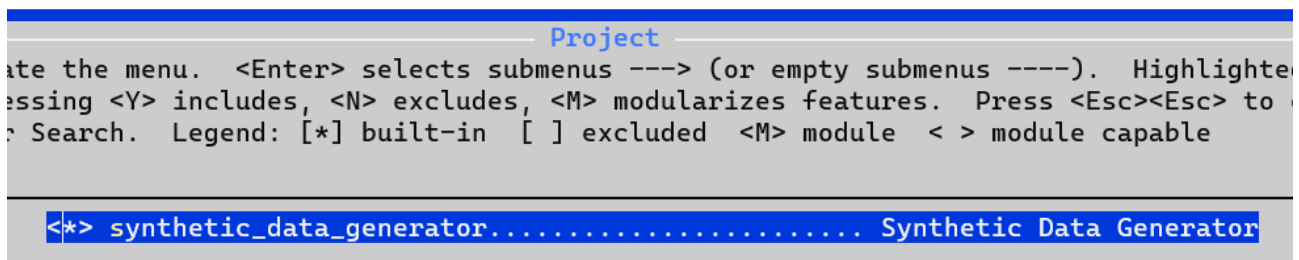 Project
ate the menu.  <Enter> selects submenus ---> (or empty submenus ----).  Highlighte
essing <Y> includes, <N> excludes, <M> modularizes features.  Press <Esc><Esc> to
r Search.  Legend: [*] built-in  [ ] excluded  <M> module  < > module capable
<*> synthetic_data_generator........................ Synthetic Data Generator